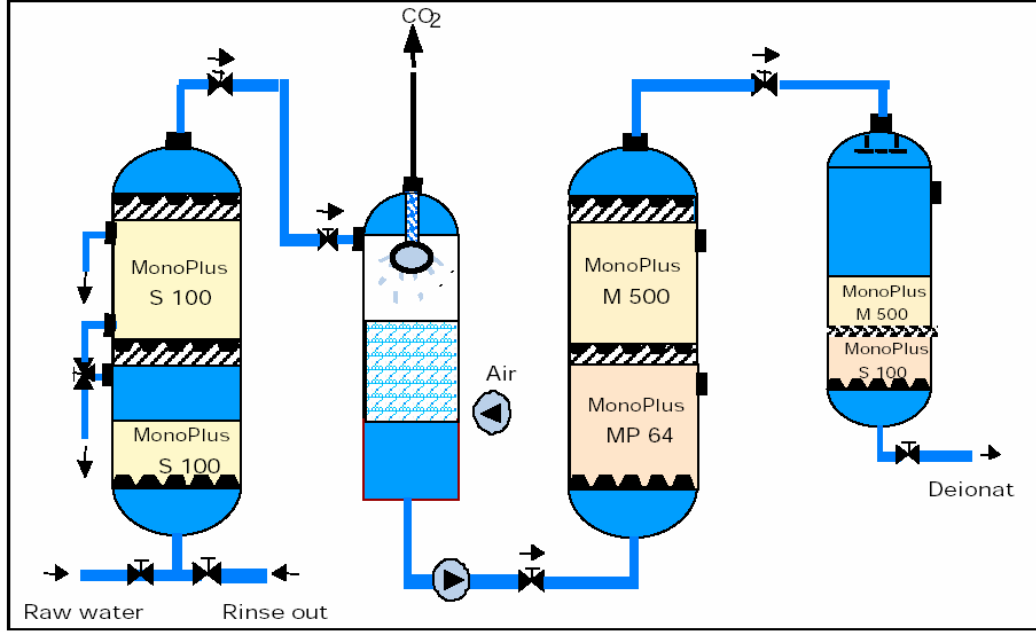 CO2
MonoPlus
S 100
MonoPlus
S 100
Raw water
Rinse out
Air
MonoPlus
M 500
MonoPlus
MP 64
MonoPlus
M 500
MonoPlus
S 100
Deionat